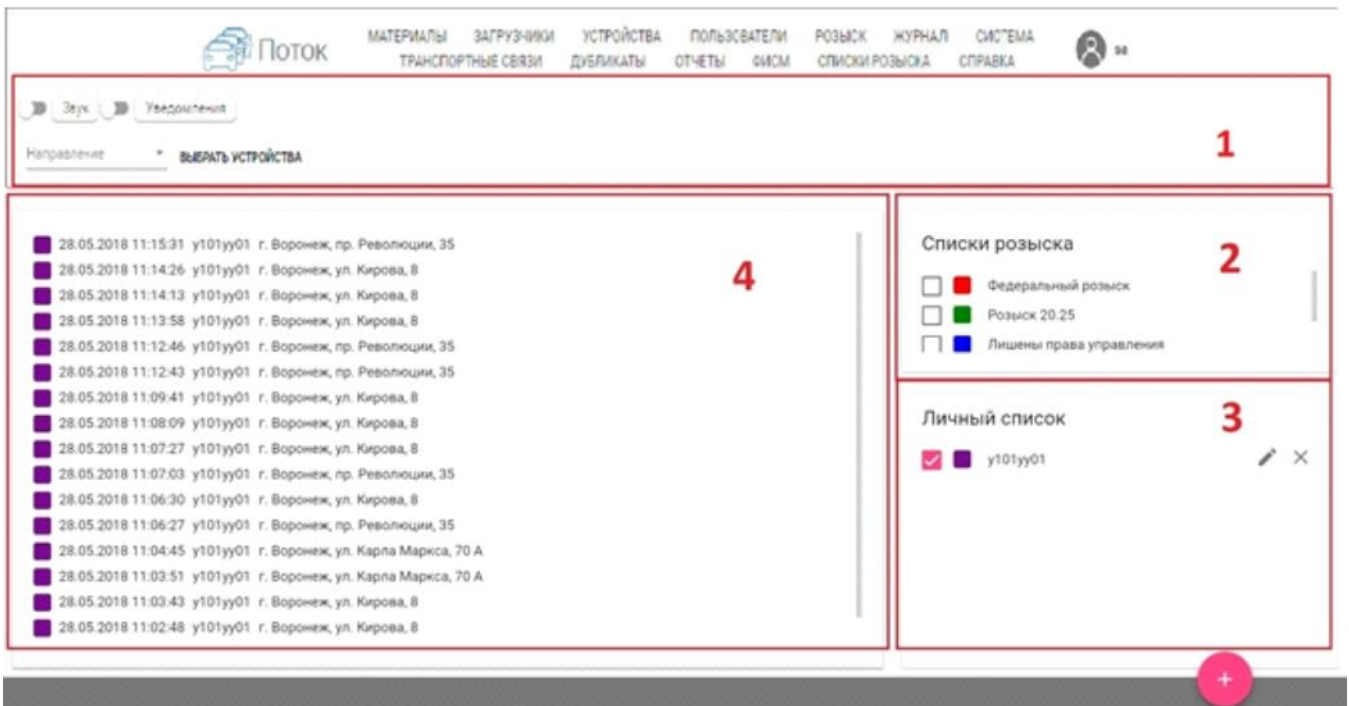 Поток
МАТЕРИАЛЫ ЗАГРУЗЧИКИ УСТРОЙСТВА ПОЛЬЗОВАТЕЛИ РОЗЫСК ЖУРНАЛ СИСТЕМА
ТРАНСПОРТНЫЕ СВЯЗИ ДУБЛИКАТЫ ОТЧЕТЫ ФИСМ СПИСКИ РОЗЫСКА СПРАВКА
Звук Уведомления
Направление ВЫБРАТЬ УСТРОЙСТВА
1
28.05.2018 11:15:31 у101уу01 г. Воронеж, пр. Революции, 35
28.05.2018 11:14:26 у101уу01 г. Воронеж, ул. Кирова, 8
28.05.2018 11:14:13 у101уу01 г. Воронеж, ул. Кирова, 8
28.05.2018 11:13:58 у101уу01 г. Воронеж, ул. Кирова, 8
28.05.2018 11:12:46 у101уу01 г. Воронеж, пр. Революции, 35
28.05.2018 11:12:43 у101уу01 г. Воронеж, пр. Революции, 35
28.05.2018 11:09:41 у101уу01 г. Воронеж, ул. Кирова, 8
28.05.2018 11:08:09 у101уу01 г. Воронеж, ул. Кирова, 8
28.05.2018 11:07:27 у101уу01 г. Воронеж, ул. Кирова, 8
28.05.2018 11:07:03 у101уу01 г. Воронеж, пр. Революции, 35
28.05.2018 11:06:30 у101уу01 г. Воронеж, ул. Кирова, 8
28.05.2018 11:06:27 у101уу01 г. Воронеж, пр. Революции, 35
28.05.2018 11:04:45 у101уу01 г. Воронеж, ул. Карла Маркса, 70 А
28.05.2018 11:03:51 у101уу01 г. Воронеж, ул. Карла Маркса, 70 А
28.05.2018 11:03:43 у101уу01 г. Воронеж, ул. Кирова, 8
28.05.2018 11:02:48 у101уу01 г. Воронеж, ул. Кирова, 8
4
Списки розыска
2
Федеральный розыск
Розыск 20.25
Лишены права управления
Личный список
3
у101уу01
+